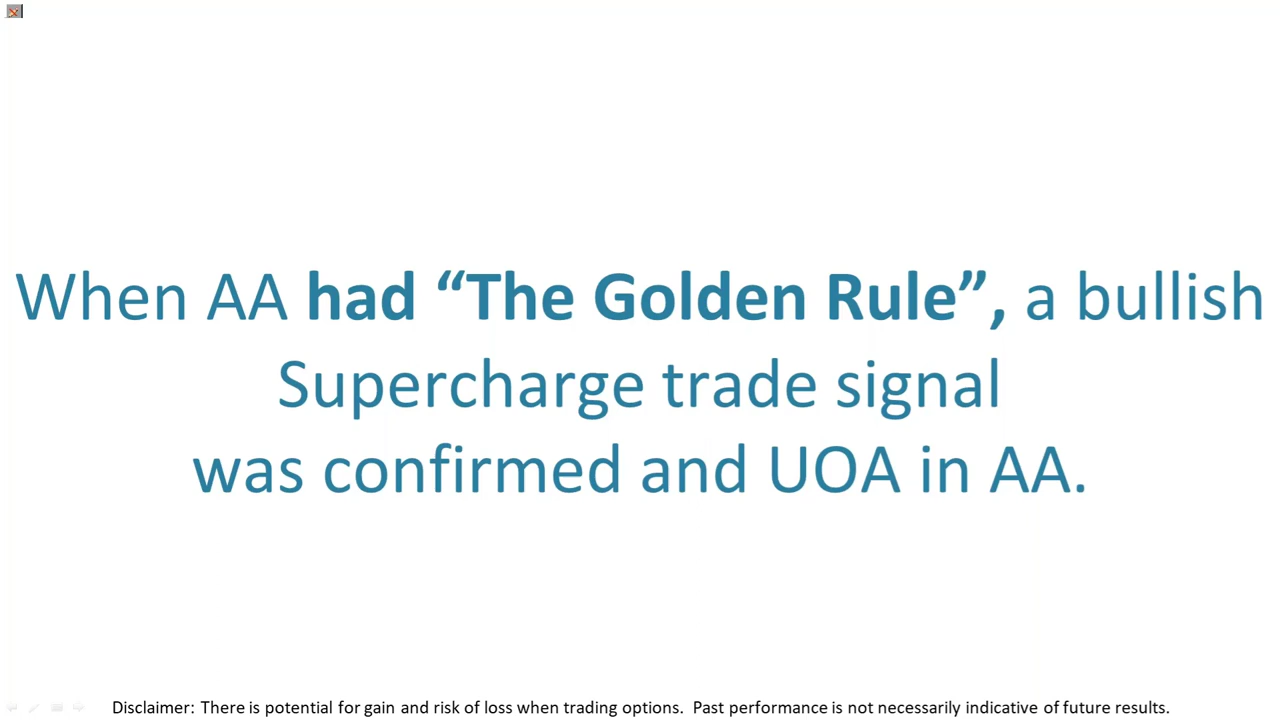 When AA had “The Golden Rule”, a bullish
Supercharge trade signal
was confirmed and UOA in AA.
Disclaimer: There is potential for gain and risk of loss when trading options.  Past performance is not necessarily indicative of future results.